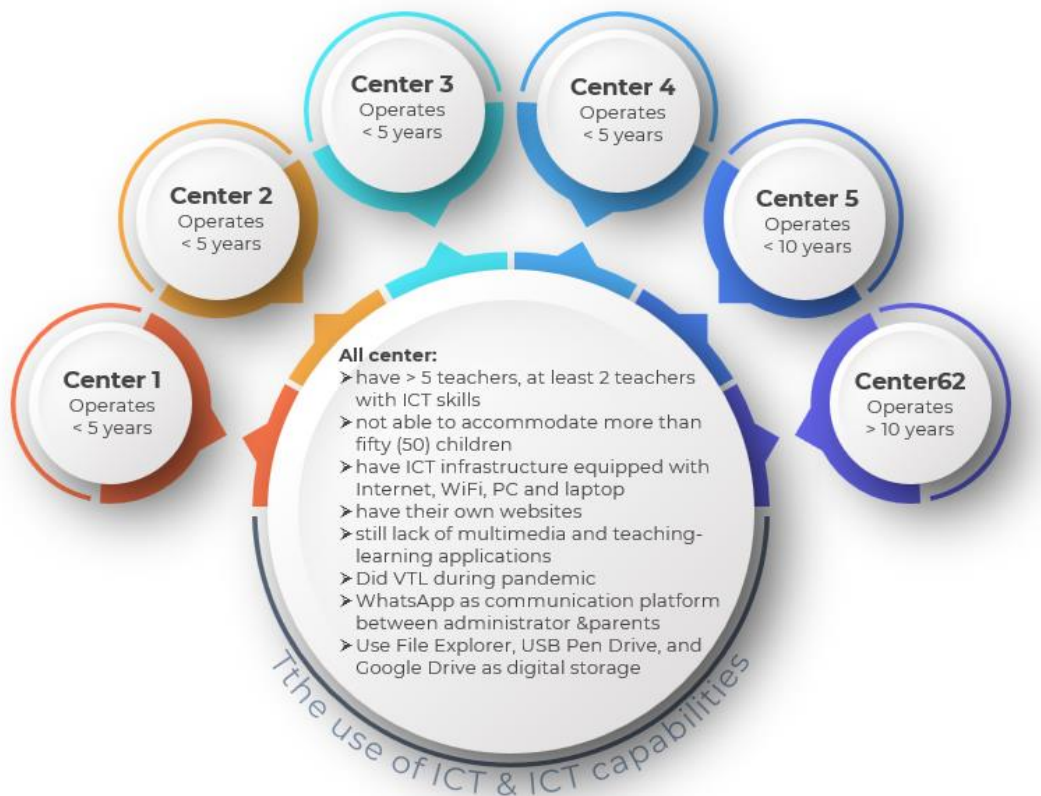 Center 1
Operates
< 5 years
Center 2
Operates
< 5 years
Center 3
Operates
< 5 years
Center 4
Operates
< 5 years
Center 5
Operates
< 10 years
Center62
Operates
> 10 years
All center:
➢have > 5 teachers, at least 2 teachers
with ICT skills
➢not able to accommodate more than
fifty (50) children
➢have ICT infrastructure equipped with
Internet, WiFi, PC and laptop
➢have their own websites
➢still lack of multimedia and teaching-
learning applications
➢Did VTL during pandemic
➢WhatsApp as communication platform
between administrator &parents
➢Use File Explorer, USB Pen Drive, and
Google Drive as digital storage
Tthe use of ICT & ICT capabilities